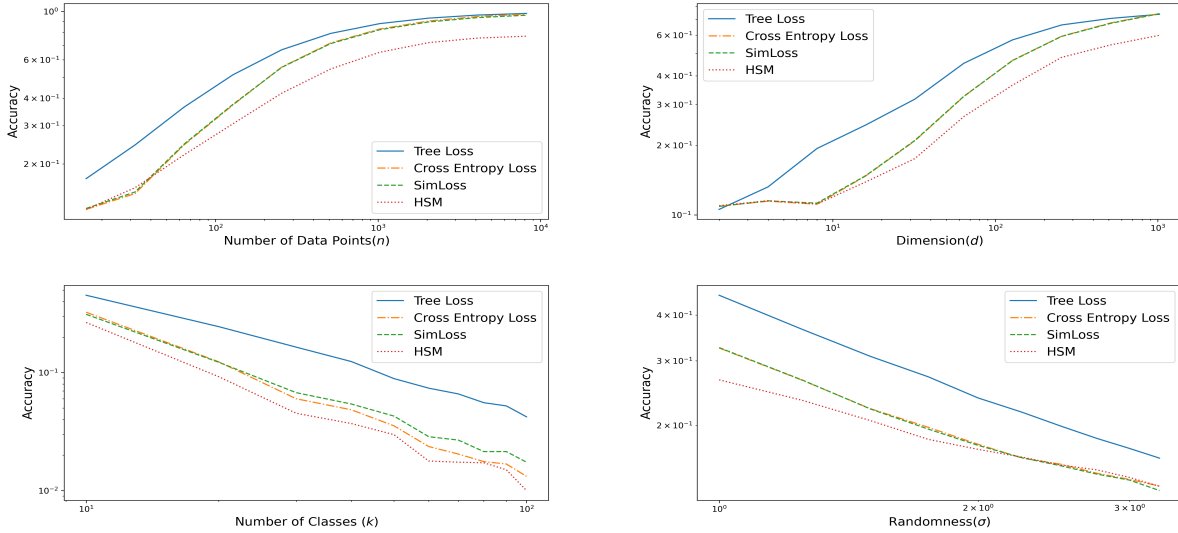 10⁰
6 × 10⁻¹
4 × 10⁻¹
3 × 10⁻¹
2 × 10⁻¹
Accuracy
Tree Loss
Cross Entropy Loss
SimLoss
HSM
10² 10³ 10⁴
Number of Data Points(n)
Tree Loss
Cross Entropy Loss
SimLoss
HSM
6 × 10⁻¹
4 × 10⁻¹
3 × 10⁻¹
2 × 10⁻¹
10⁻¹
Accuracy
10¹ 10² 10³
Dimension(d)
Tree Loss
Cross Entropy Loss
SimLoss
HSM
10⁻¹
10⁻²
Accuracy
10¹ 10²
Number of Classes (k)
Tree Loss
Cross Entropy Loss
SimLoss
HSM
4 × 10⁻¹
3 × 10⁻¹
2 × 10⁻¹
Accuracy
10⁰ 2 × 10⁰ 3 × 10⁰
Randomness(σ)